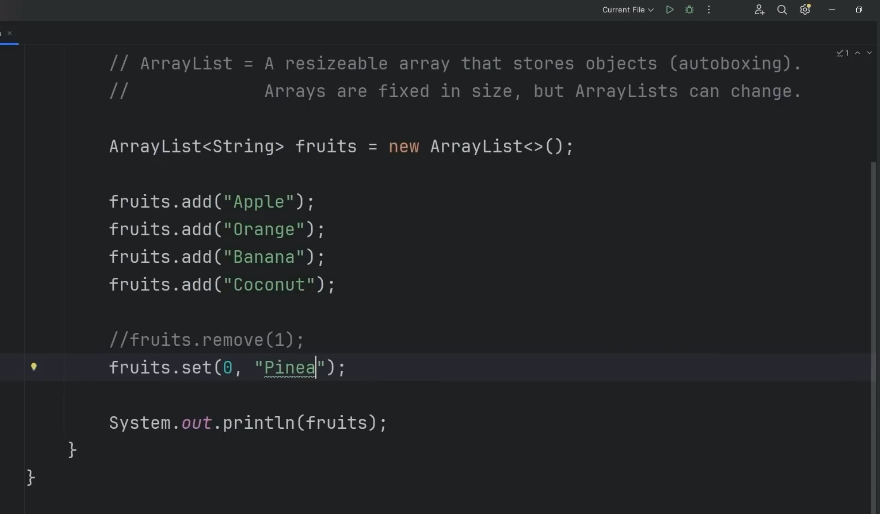 Current File
1
// ArrayList = A resizeable array that stores objects (autoboxing).
// Arrays are fixed in size, but ArrayLists can change.
ArrayList<String> fruits = new ArrayList<>();
fruits.add("Apple");
fruits.add("Orange");
fruits.add("Banana");
fruits.add("Coconut");
//fruits.remove(1);
fruits.set(0, "Pinea");
System.out.println(fruits);
}
}